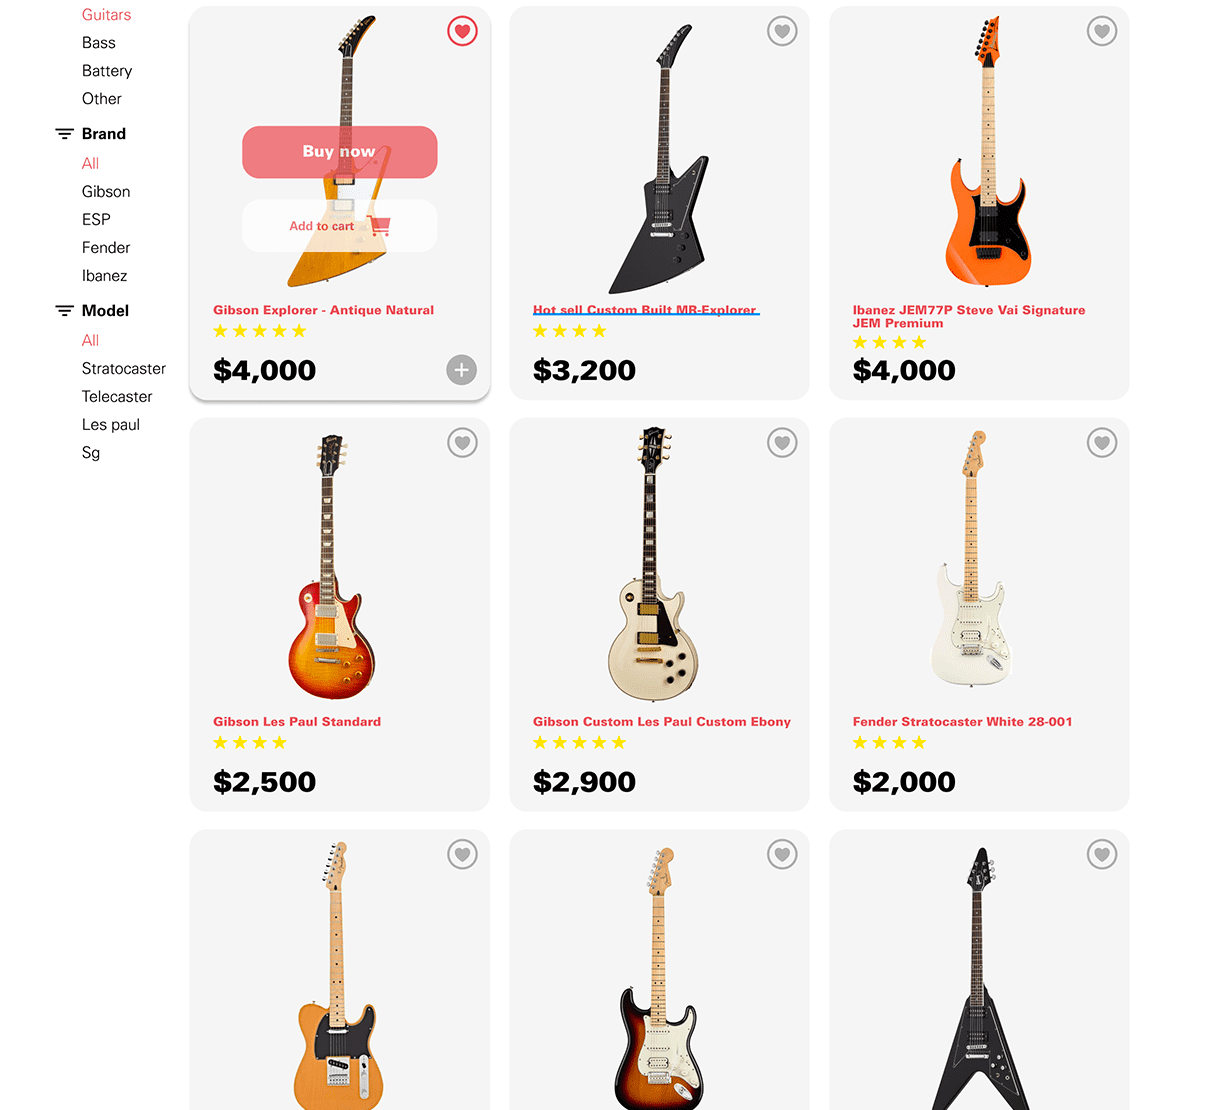 Guitars
Bass
Battery
Other
Brand
All
Gibson
ESP
Fender
Ibanez
Model
All
Stratocaster
Telecaster
Les paul
Sg
Buy now
Add to cart
Gibson Explorer - Antique Natural
$4,000
Hot sell Custom Built MR-Explorer
$3,200
Ibanez JEM77P Steve Vai Signature
JEM Premium
$4,000
Gibson Les Paul Standard
$2,500
Gibson Custom Les Paul Custom Ebony
$2,900
Fender Stratocaster White 28-001
$2,000